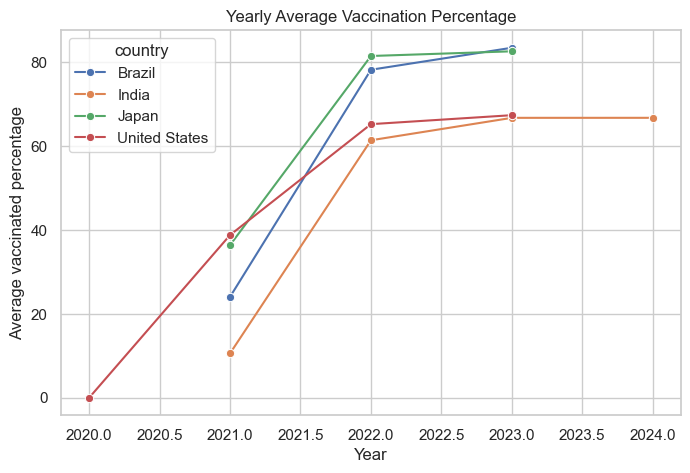 Yearly Average Vaccination Percentage
country
Brazil
India
Japan
United States
Average vaccinated percentage
80
60
40
20
0
2020.0 2020.5 2021.0 2021.5 2022.0 2022.5 2023.0 2023.5 2024.0
Year